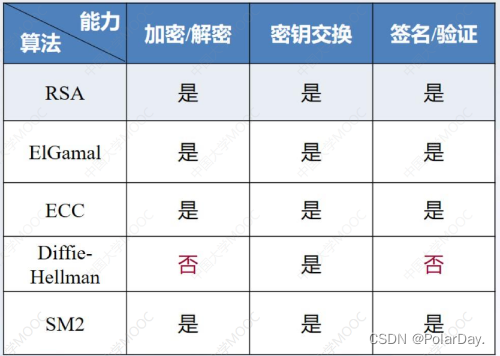 能力
算法
加密/解密 密钥交换 签名/验证
RSA 是 是 是
ElGamal 是 是 是
ECC 是 是 是
Diffie-
Hellman 否 是 否
SM2 是 是 是
中国大学MOOC
CSDN @PolarDay.